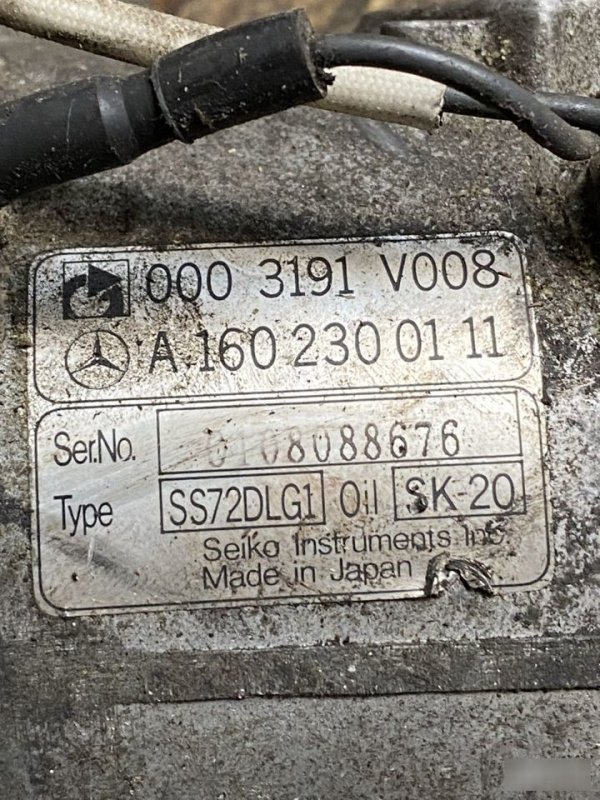 000 3191 V008
A 160 230 01 11
Ser.No. 0108088676
Type SS72DLG1 Oil SK-20
Seiko Instruments Inc.
Made in Japan